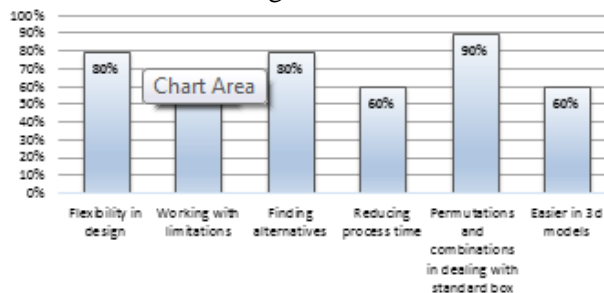 100%
90%
80%
70%
60%
50%
40%
30%
20%
10%
0%
80%
80%
60%
90%
60%
Chart Area
Flexibility in
design
Working with
limitations
Finding
alternatives
Reducing
process time
Permutations
and
combinations
in dealing with
standard box
Easier in 3d
models